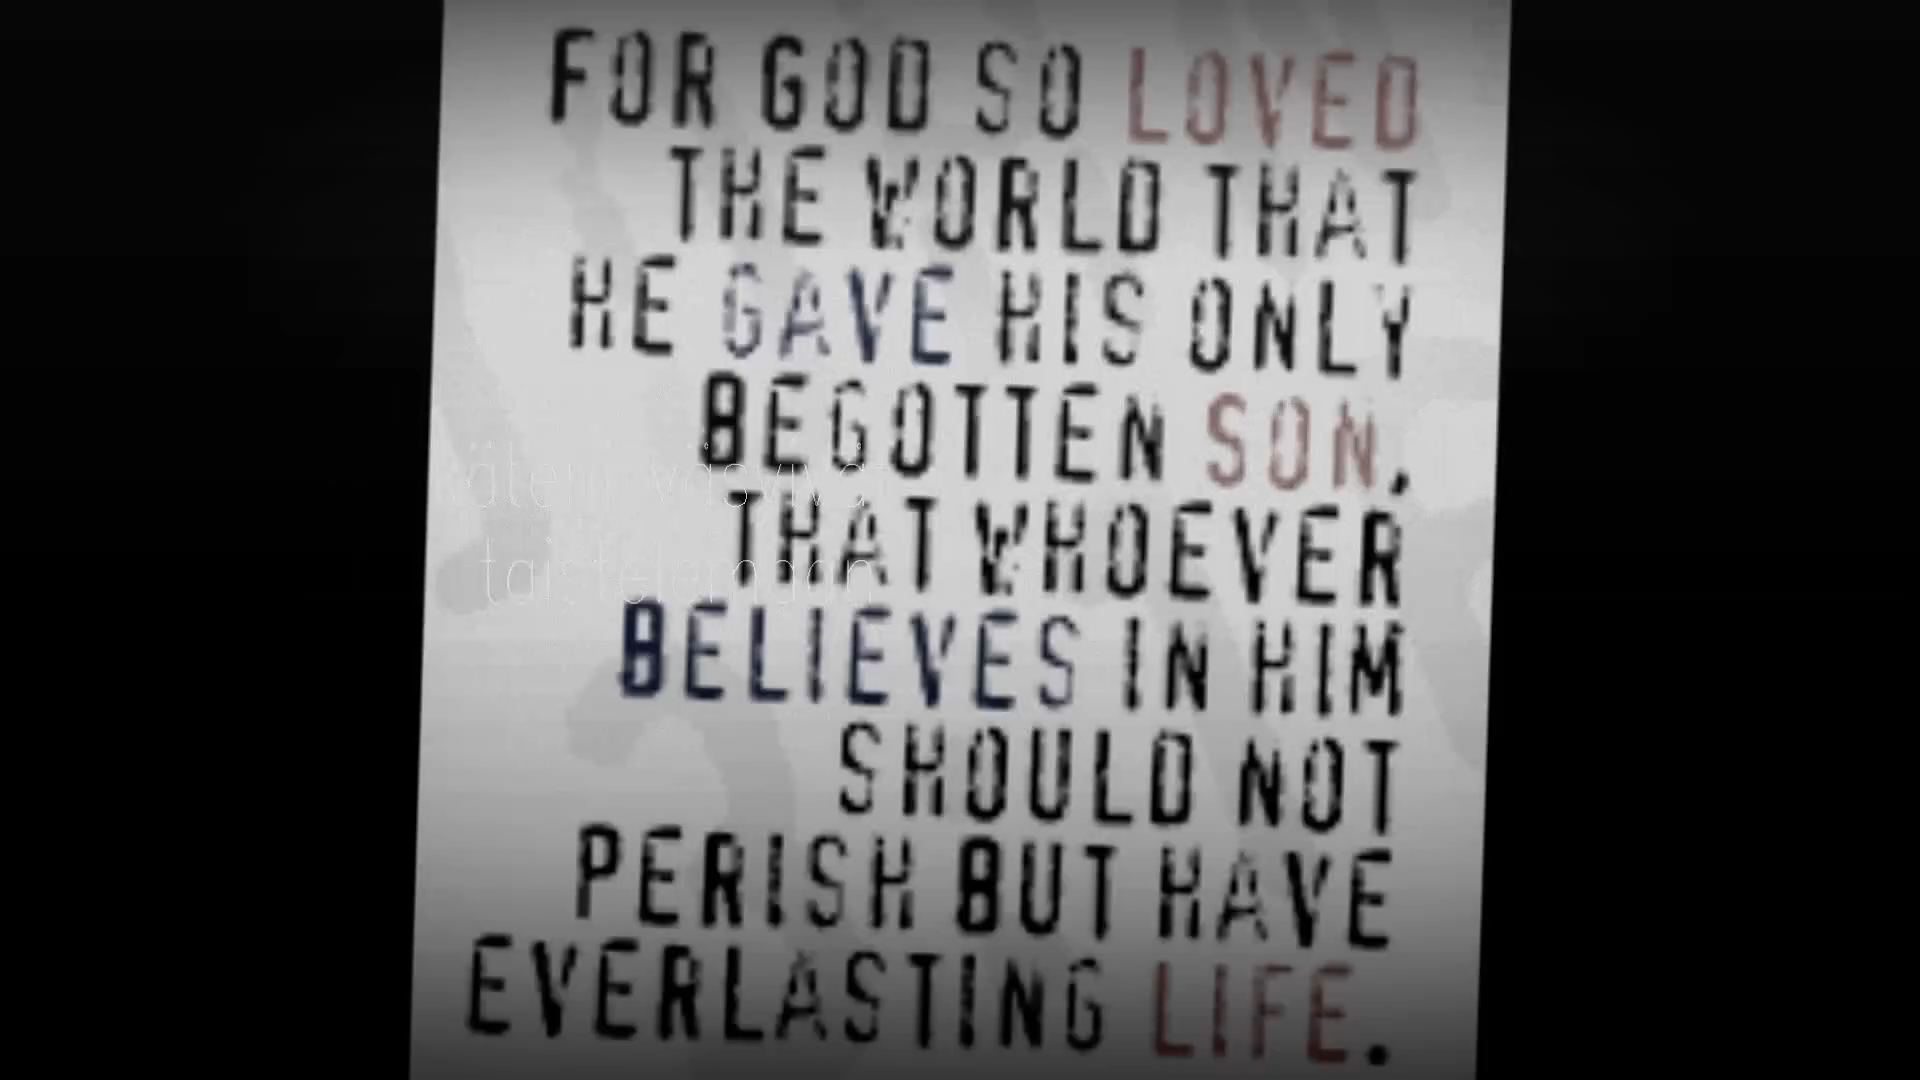 FOR GOD SO LOVED
THE WORLD THAT
HE GAVE HIS ONLY
BEGOTTEN SON,
THAT WHOEVER
BELIEVES IN HIM
SHOULD NOT
PERISH BUT HAVE
EVERLASTING LIFE.